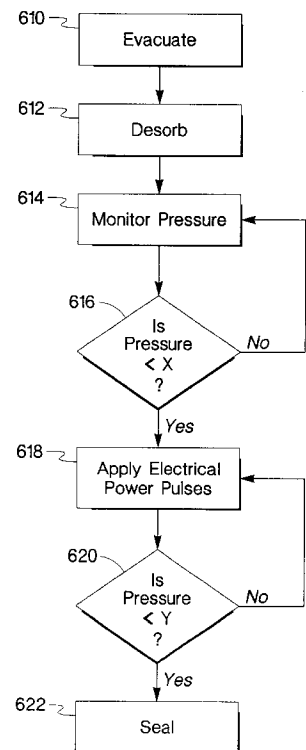 610
Evacuate
612
Desorb
614
Monitor Pressure
616
Is
Pressure
< X
?
No
Yes
618
Apply Electrical
Power Pulses
620
Is
Pressure
< Y
?
No
Yes
622
Seal